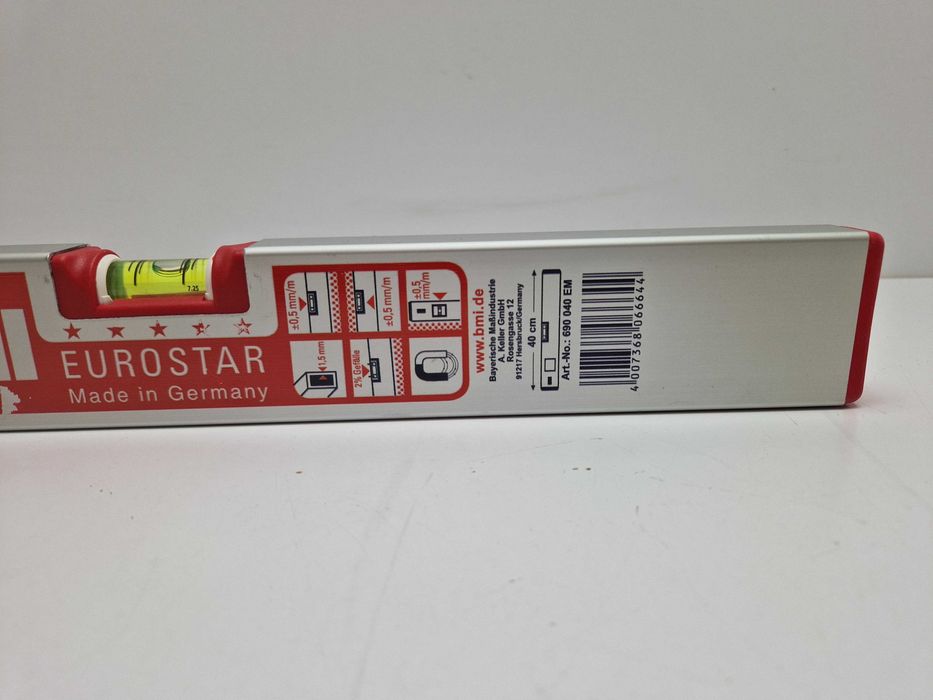 7.25
EUROSTAR
Made in Germany
±0,5 mm/m
±0,5 mm/m
±0,5 mm/m
1,5 mm
2% Gefälle
www.bmi.de
Bayerische Maßindustrie
A. Keller GmbH
Rosengasse 12
91217 Hersbruck/Germany
40 cm
Art.-No.: 690 040 EM
4 007368 066644